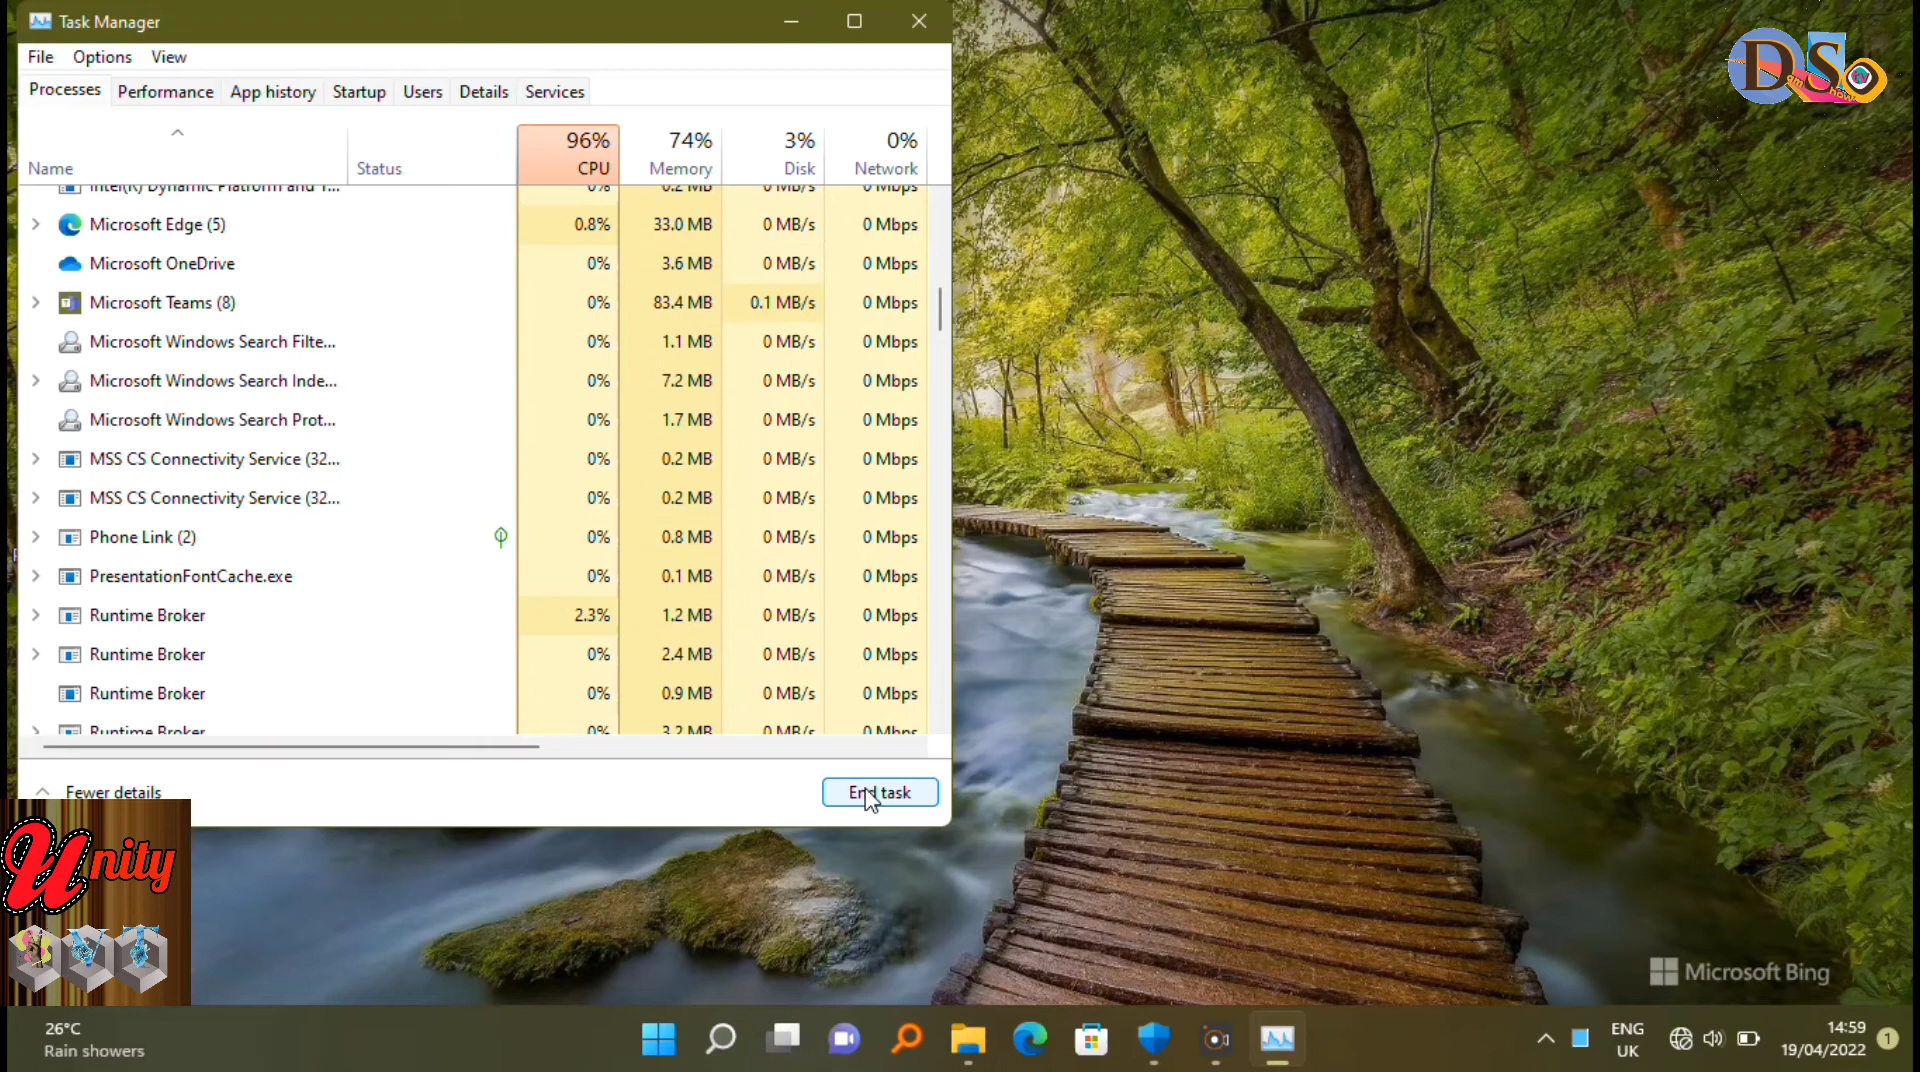 Task Manager
File Options View
Processes Performance App history Startup Users Details Services
96% 74% 3% 0%
Name Status CPU Memory Disk Network
Intel(R) Dynamic Platform and T... 0% 0.2 MB 0 MB/s 0 Mbps
Microsoft Edge (5) 0.8% 33.0 MB 0 MB/s 0 Mbps
Microsoft OneDrive 0% 3.6 MB 0 MB/s 0 Mbps
Microsoft Teams (8) 0% 83.4 MB 0.1 MB/s 0 Mbps
Microsoft Windows Search Filte... 0% 1.1 MB 0 MB/s 0 Mbps
Microsoft Windows Search Inde... 0% 7.2 MB 0 MB/s 0 Mbps
Microsoft Windows Search Prot... 0% 1.7 MB 0 MB/s 0 Mbps
MSS CS Connectivity Service (32... 0% 0.2 MB 0 MB/s 0 Mbps
MSS CS Connectivity Service (32... 0% 0.2 MB 0 MB/s 0 Mbps
Phone Link (2) 0% 0.8 MB 0 MB/s 0 Mbps
PresentationFontCache.exe 0% 0.1 MB 0 MB/s 0 Mbps
Runtime Broker 2.3% 1.2 MB 0 MB/s 0 Mbps
Runtime Broker 0% 2.4 MB 0 MB/s 0 Mbps
Runtime Broker 0% 0.9 MB 0 MB/s 0 Mbps
Runtime Broker 0% 3.2 MB 0 MB/s 0 Mbps
Fewer details End task
Unity
Microsoft Bing
26°C
Rain showers
ENG
UK
14:59
19/04/2022
1